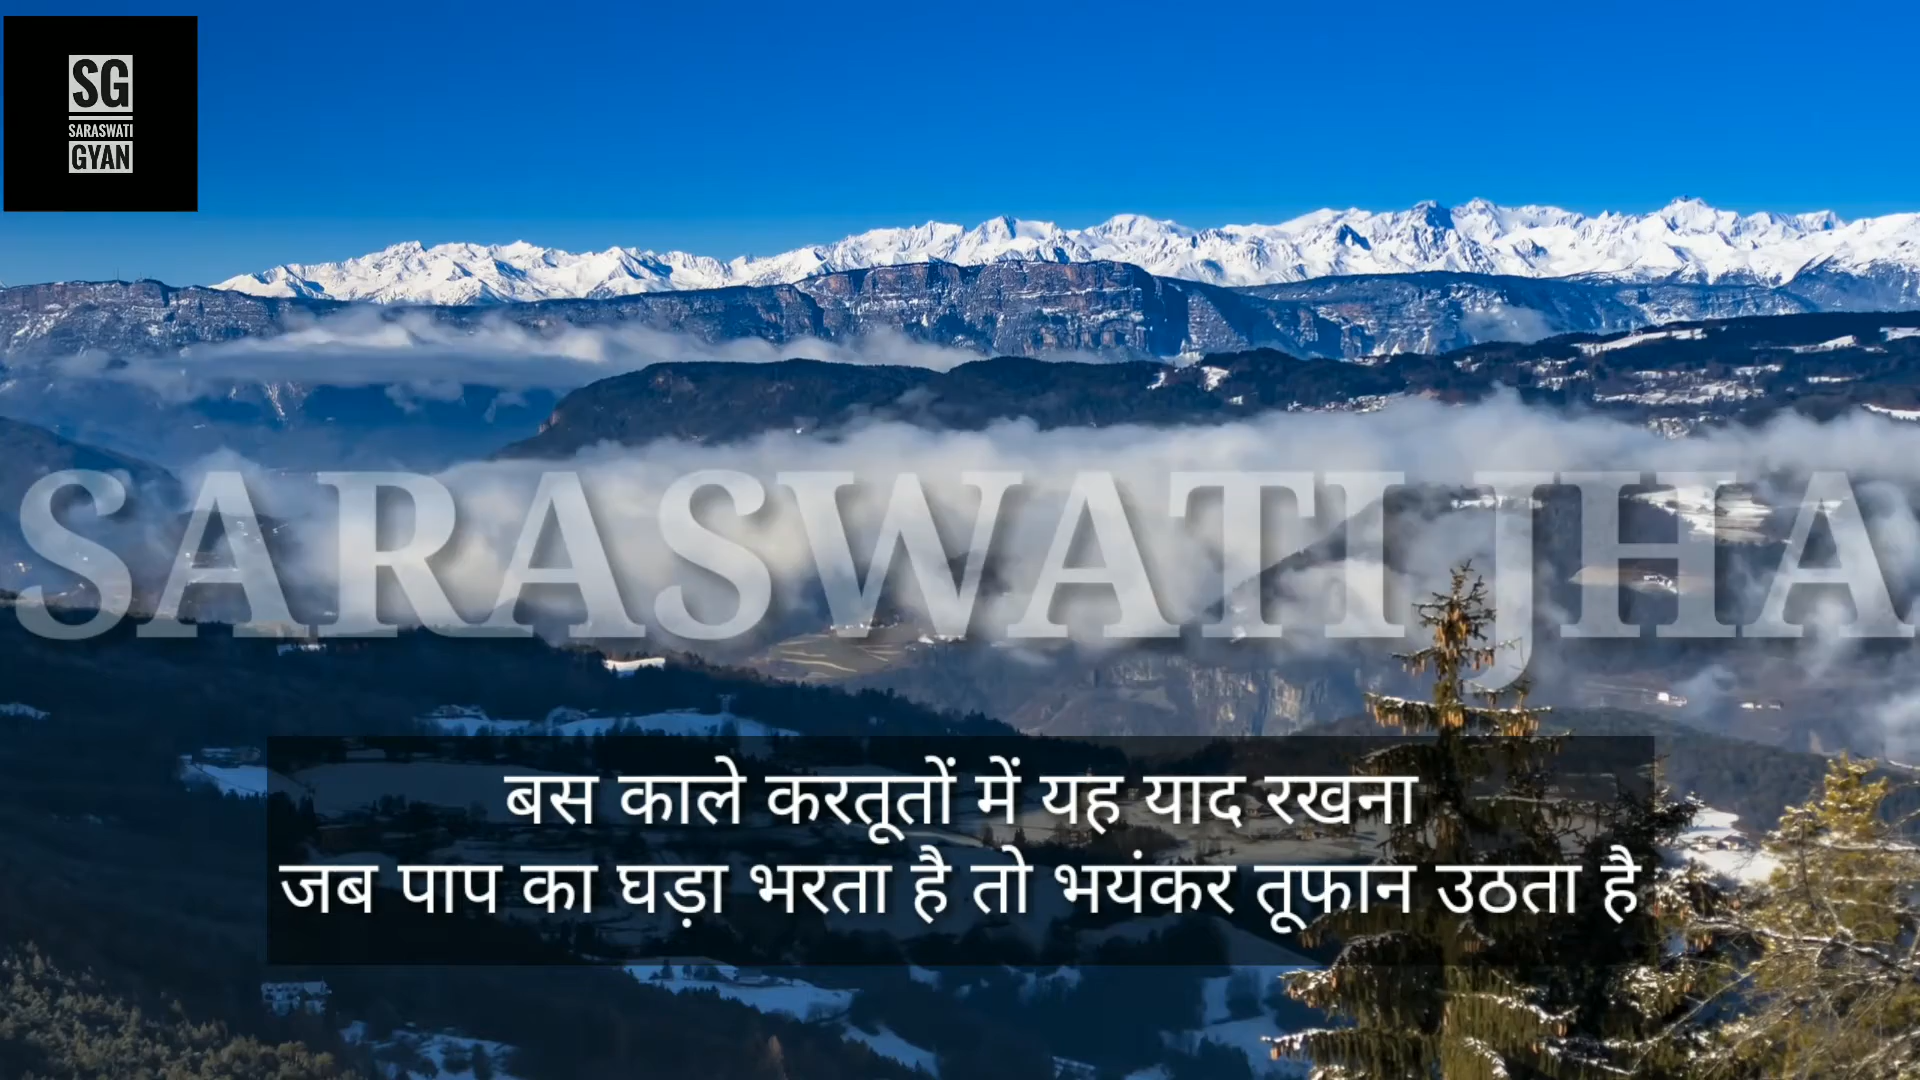 SG
SARASWATI
GYAN
SARASWATI JHA
बस काले करतूतों में यह याद रखना
जब पाप का घड़ा भरता है तो भयंकर तूफान उठता है